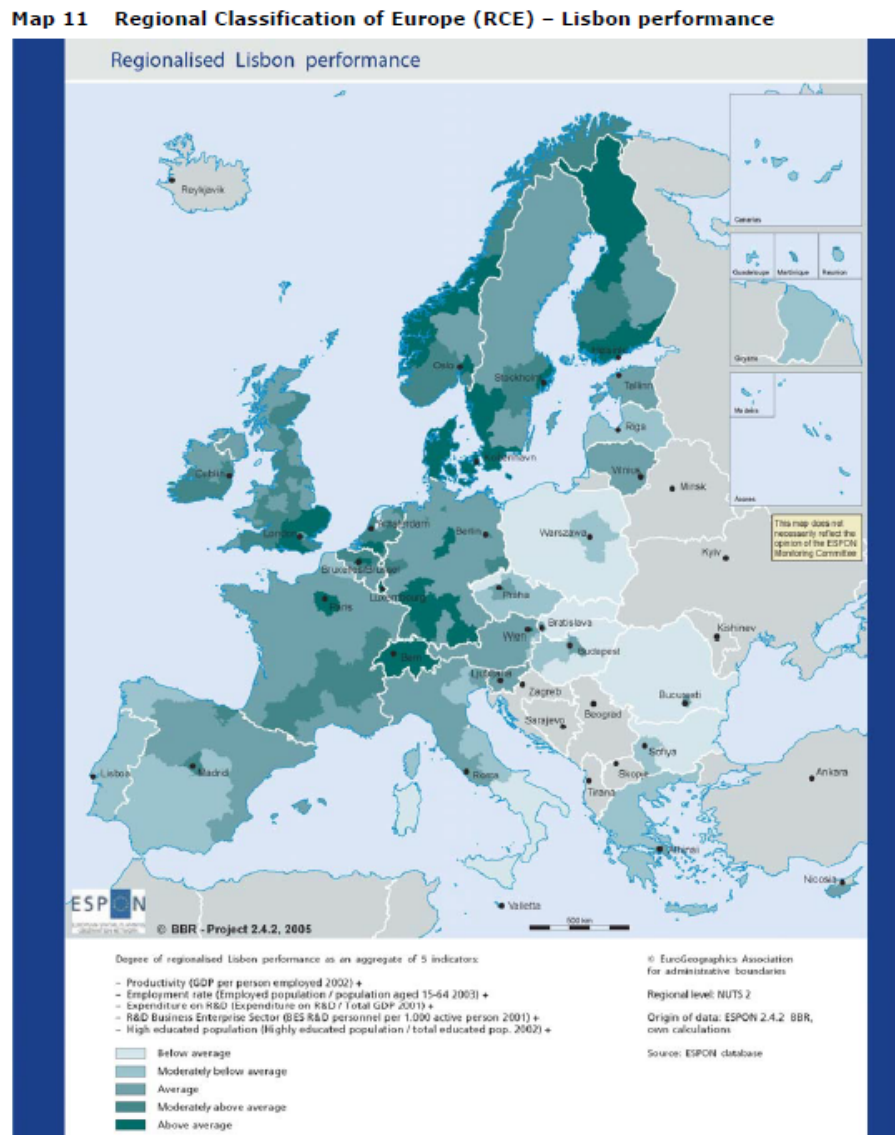 Map 11 Regional Classification of Europe (RCE) – Lisbon performance
Regionalised Lisbon performance
Reykjavik
Canarias
Guadeloupe Martinique Reunion
Guyana
Madeira
Acores
Oslo
Helsinki
Stockholm
Tallinn
Riga
København
Vilnius
Minsk
Dublin
London
Amsterdam
Berlin
Warszawa
This map does not
necessarily reflect the
opinion of the ESPON
Monitoring Committee
Kyiv
Bruxelles/Brussel
Luxembourg
Praha
Paris
Wien
Bratislava
Kishinev
Bern
Budapest
Ljubljana
Zagreb
Bucuresti
Beograd
Sarajevo
Sofiya
Lisboa
Madrid
Roma
Skopje
Tirana
Ankara
Athinai
Nicosia
Valletta
ESPON
© BBR - Project 2.4.2, 2005
500 km
Degree of regionalised Lisbon performance as an aggregate of 5 indicators:
– Productivity (GDP per person employed 2002) +
– Employment rate (Employed population / population aged 15-64 2003) +
– Expenditure on R&D (Expenditure on R&D / Total GDP 2001) +
– R&D Business Enterprise Sector (BES R&D personnel per 1.000 active person 2001) +
– High educated population (Highly educated population / total educated pop. 2002) +
Below average
Moderately below average
Average
Moderately above average
Above average
© EuroGeographics Association
for administrative boundaries
Regional level: NUTS 2
Origin of data: ESPON 2.4.2 BBR,
own calculations
Source: ESPON database